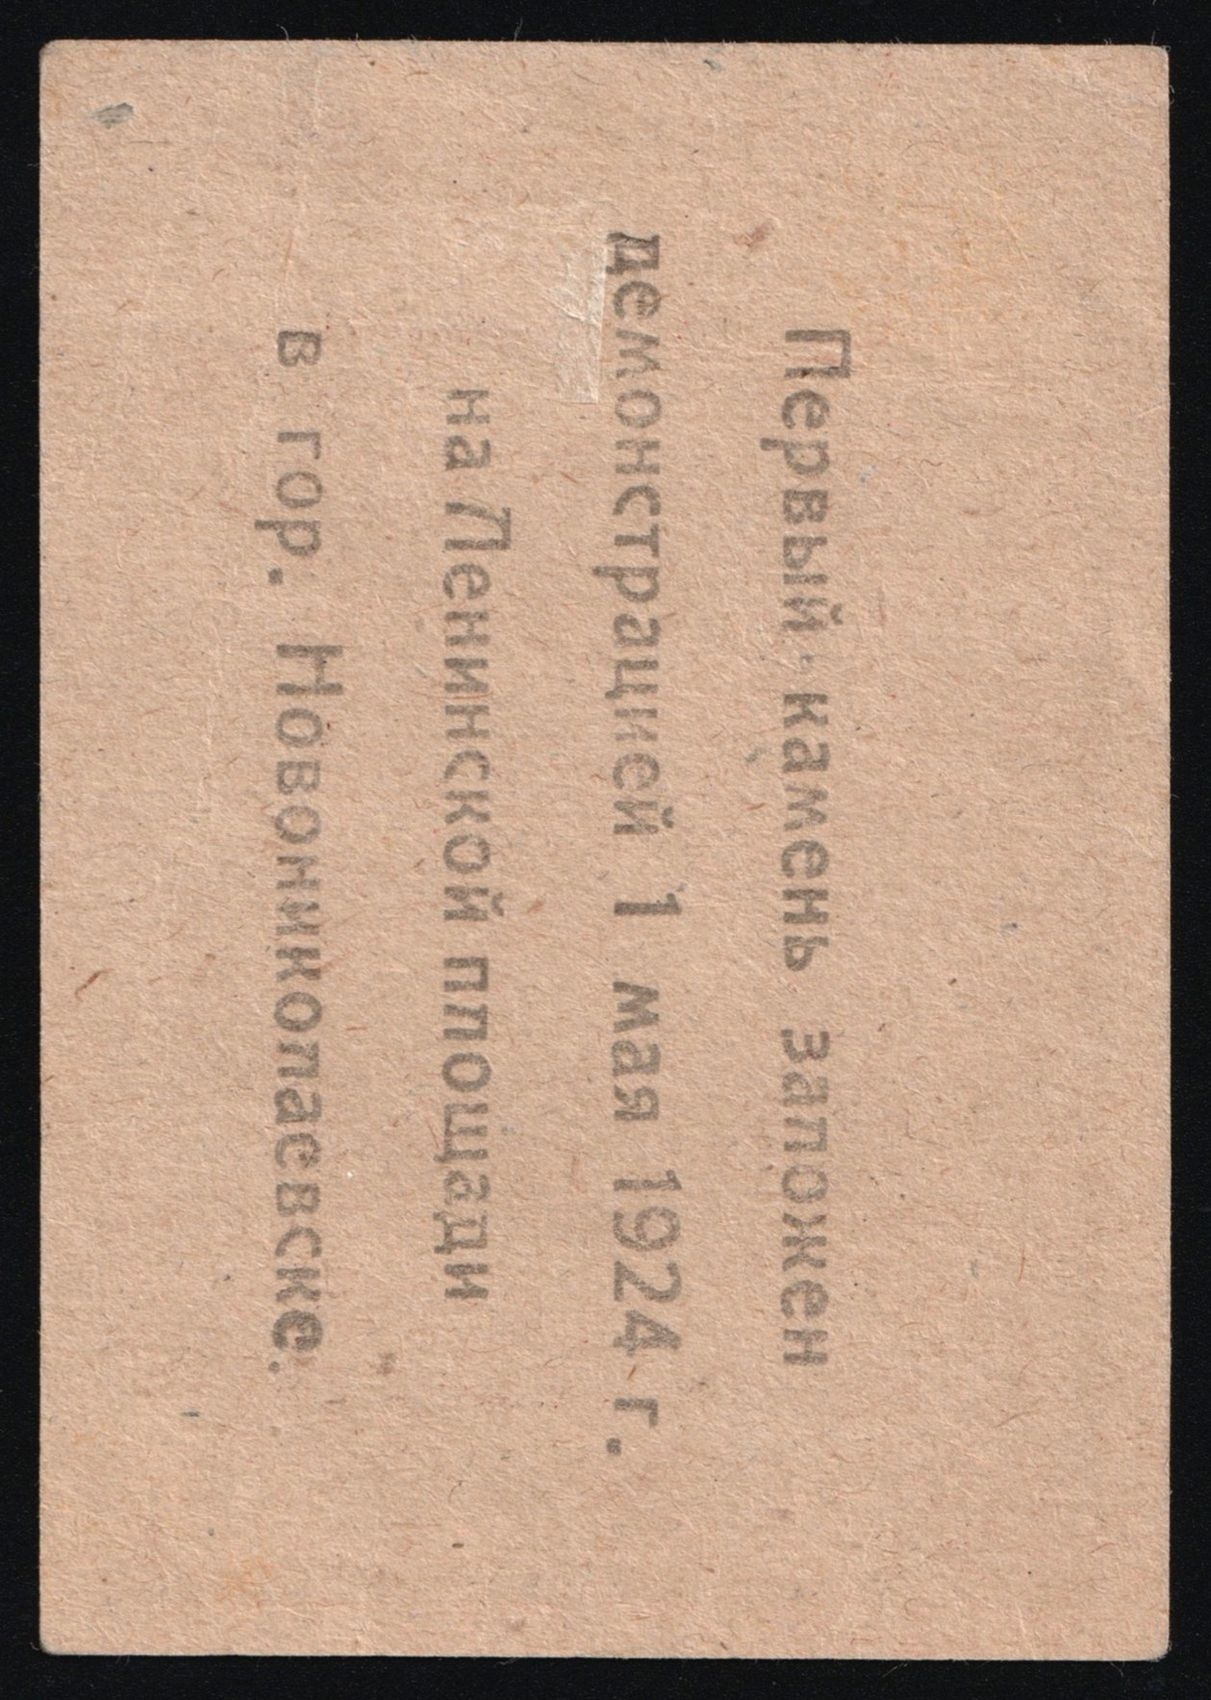 Первый камень заложен
демонстрацией 1 мая 1924 г.
на Ленинской площади
в гор. Новониколаевске.